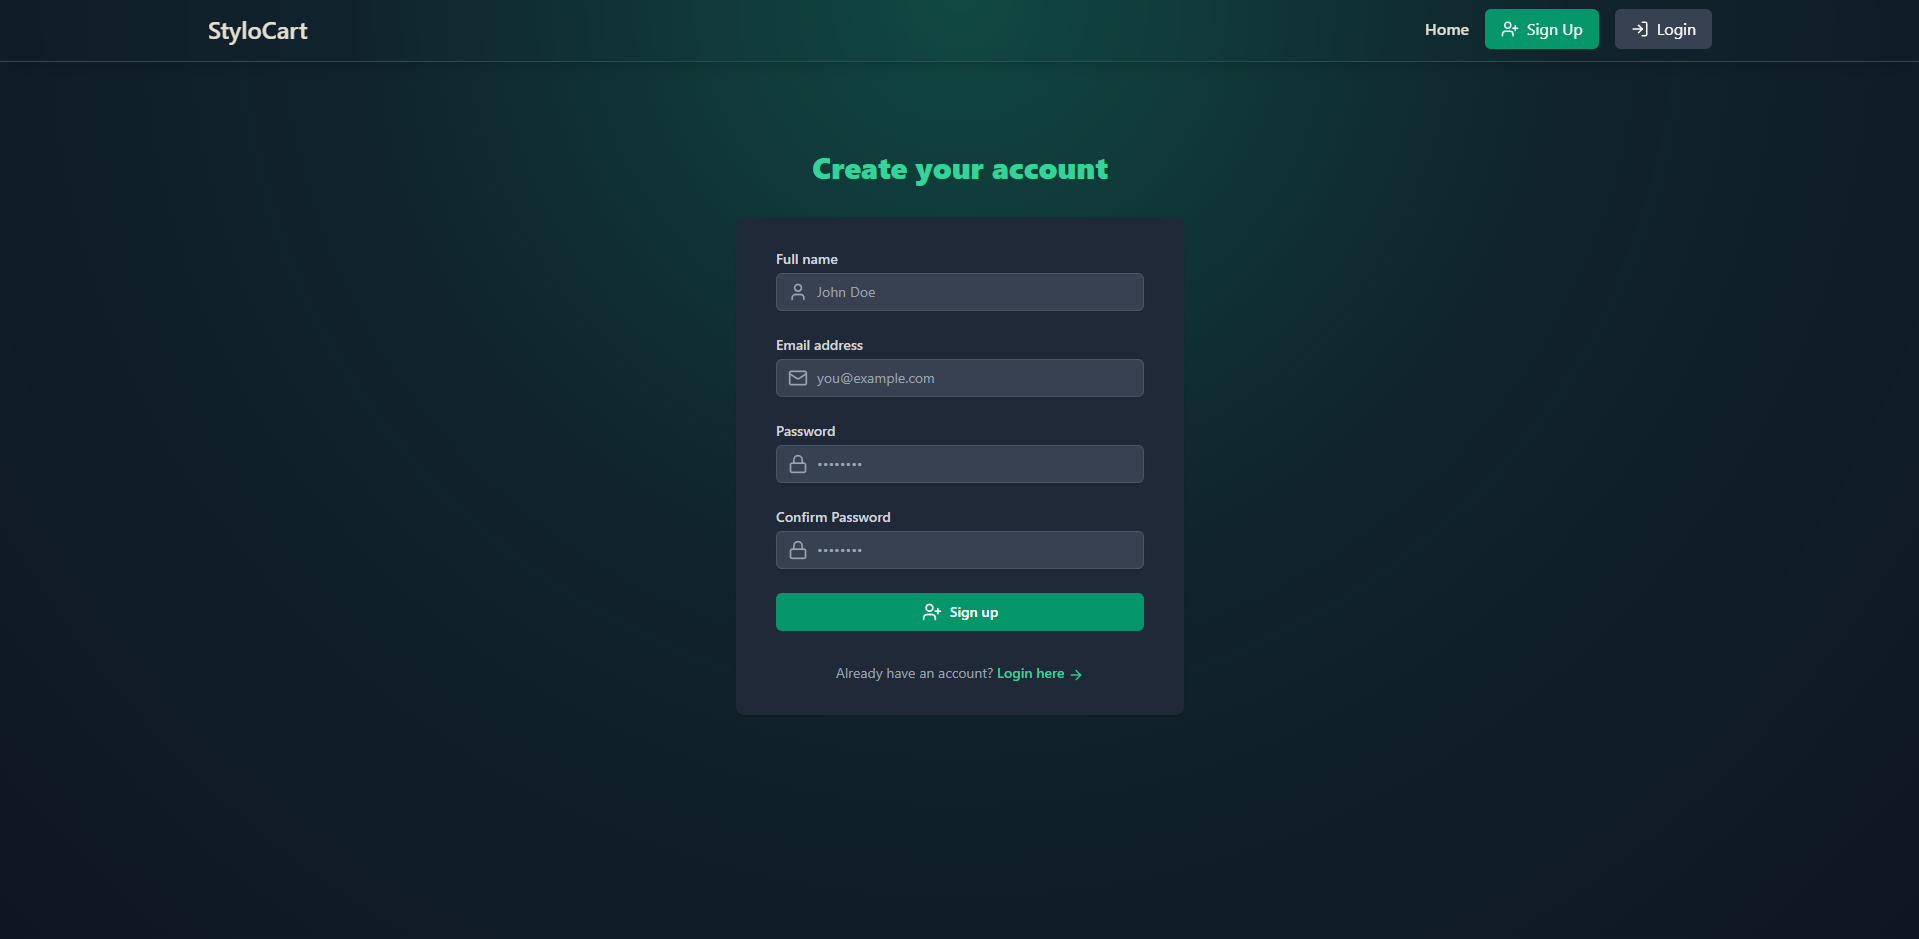 StyloCart
Home Sign Up Login
Create your account
Full name
John Doe
Email address
you@example.com
Password
••••••••
Confirm Password
••••••••
Sign up
Already have an account? Login here →